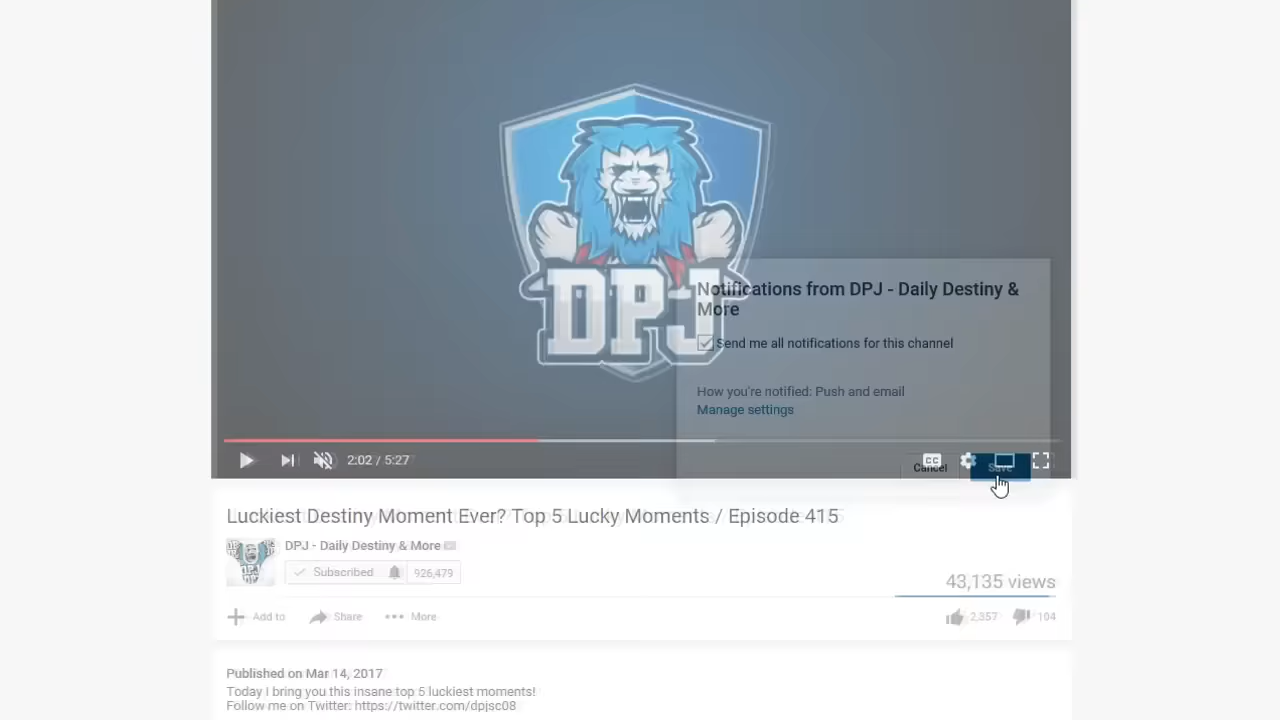 DPJ
Notifications from DPJ - Daily Destiny &
More
Send me all notifications for this channel
How you're notified: Push and email
Manage settings
2:02 / 5:27
CC
Cancel
Save
Luckiest Destiny Moment Ever? Top 5 Lucky Moments / Episode 415
DPJ - Daily Destiny & More
Subscribed 926,479
43,135 views
Add to Share More 2,357 104
Published on Mar 14, 2017
Today I bring you this insane top 5 luckiest moments!
Follow me on Twitter: https://twitter.com/dpjsc08